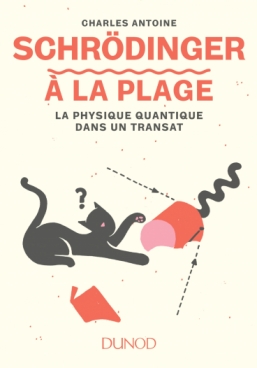 CHARLES ANTOINE
SCHRÖDINGER
À LA PLAGE
LA PHYSIQUE QUANTIQUE
DANS UN TRANSAT
?
DUNOD